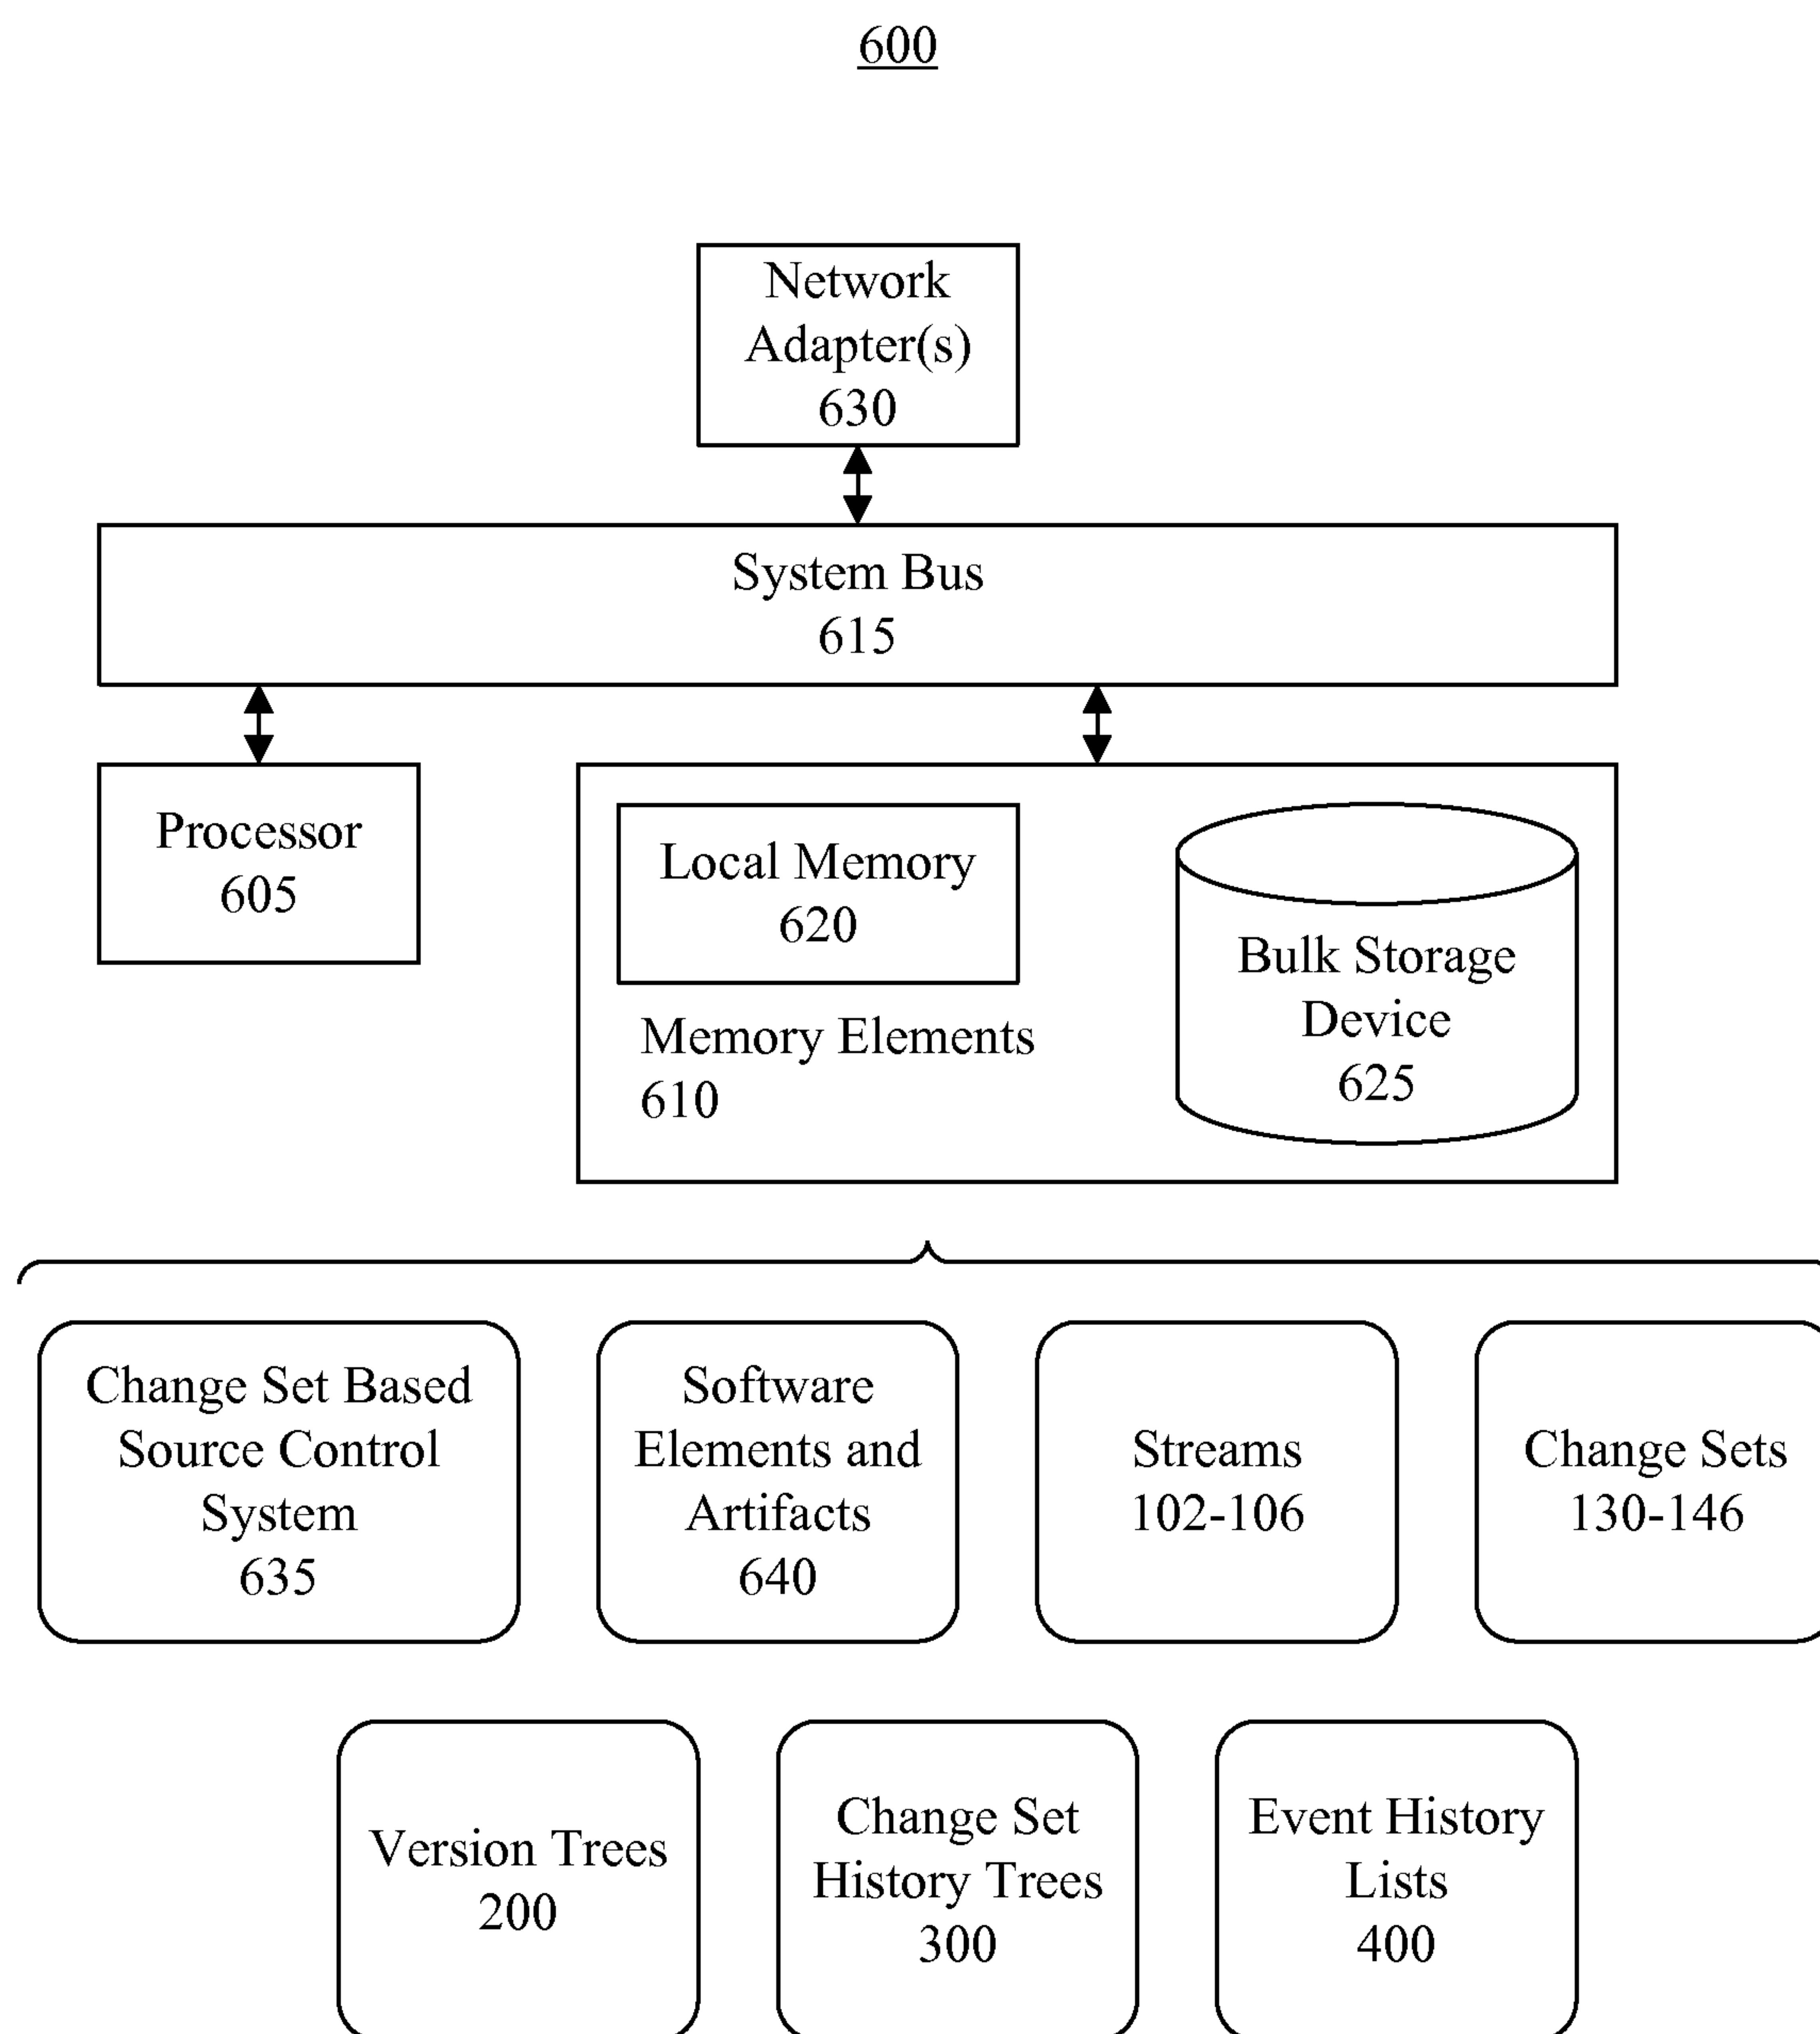 600
Network
Adapter(s)
630
System Bus
615
Processor
605
Local Memory
620
Memory Elements
610
Bulk Storage
Device
625
Change Set Based
Source Control
System
635
Software
Elements and
Artifacts
640
Streams
102-106
Change Sets
130-146
Version Trees
200
Change Set
History Trees
300
Event History
Lists
400